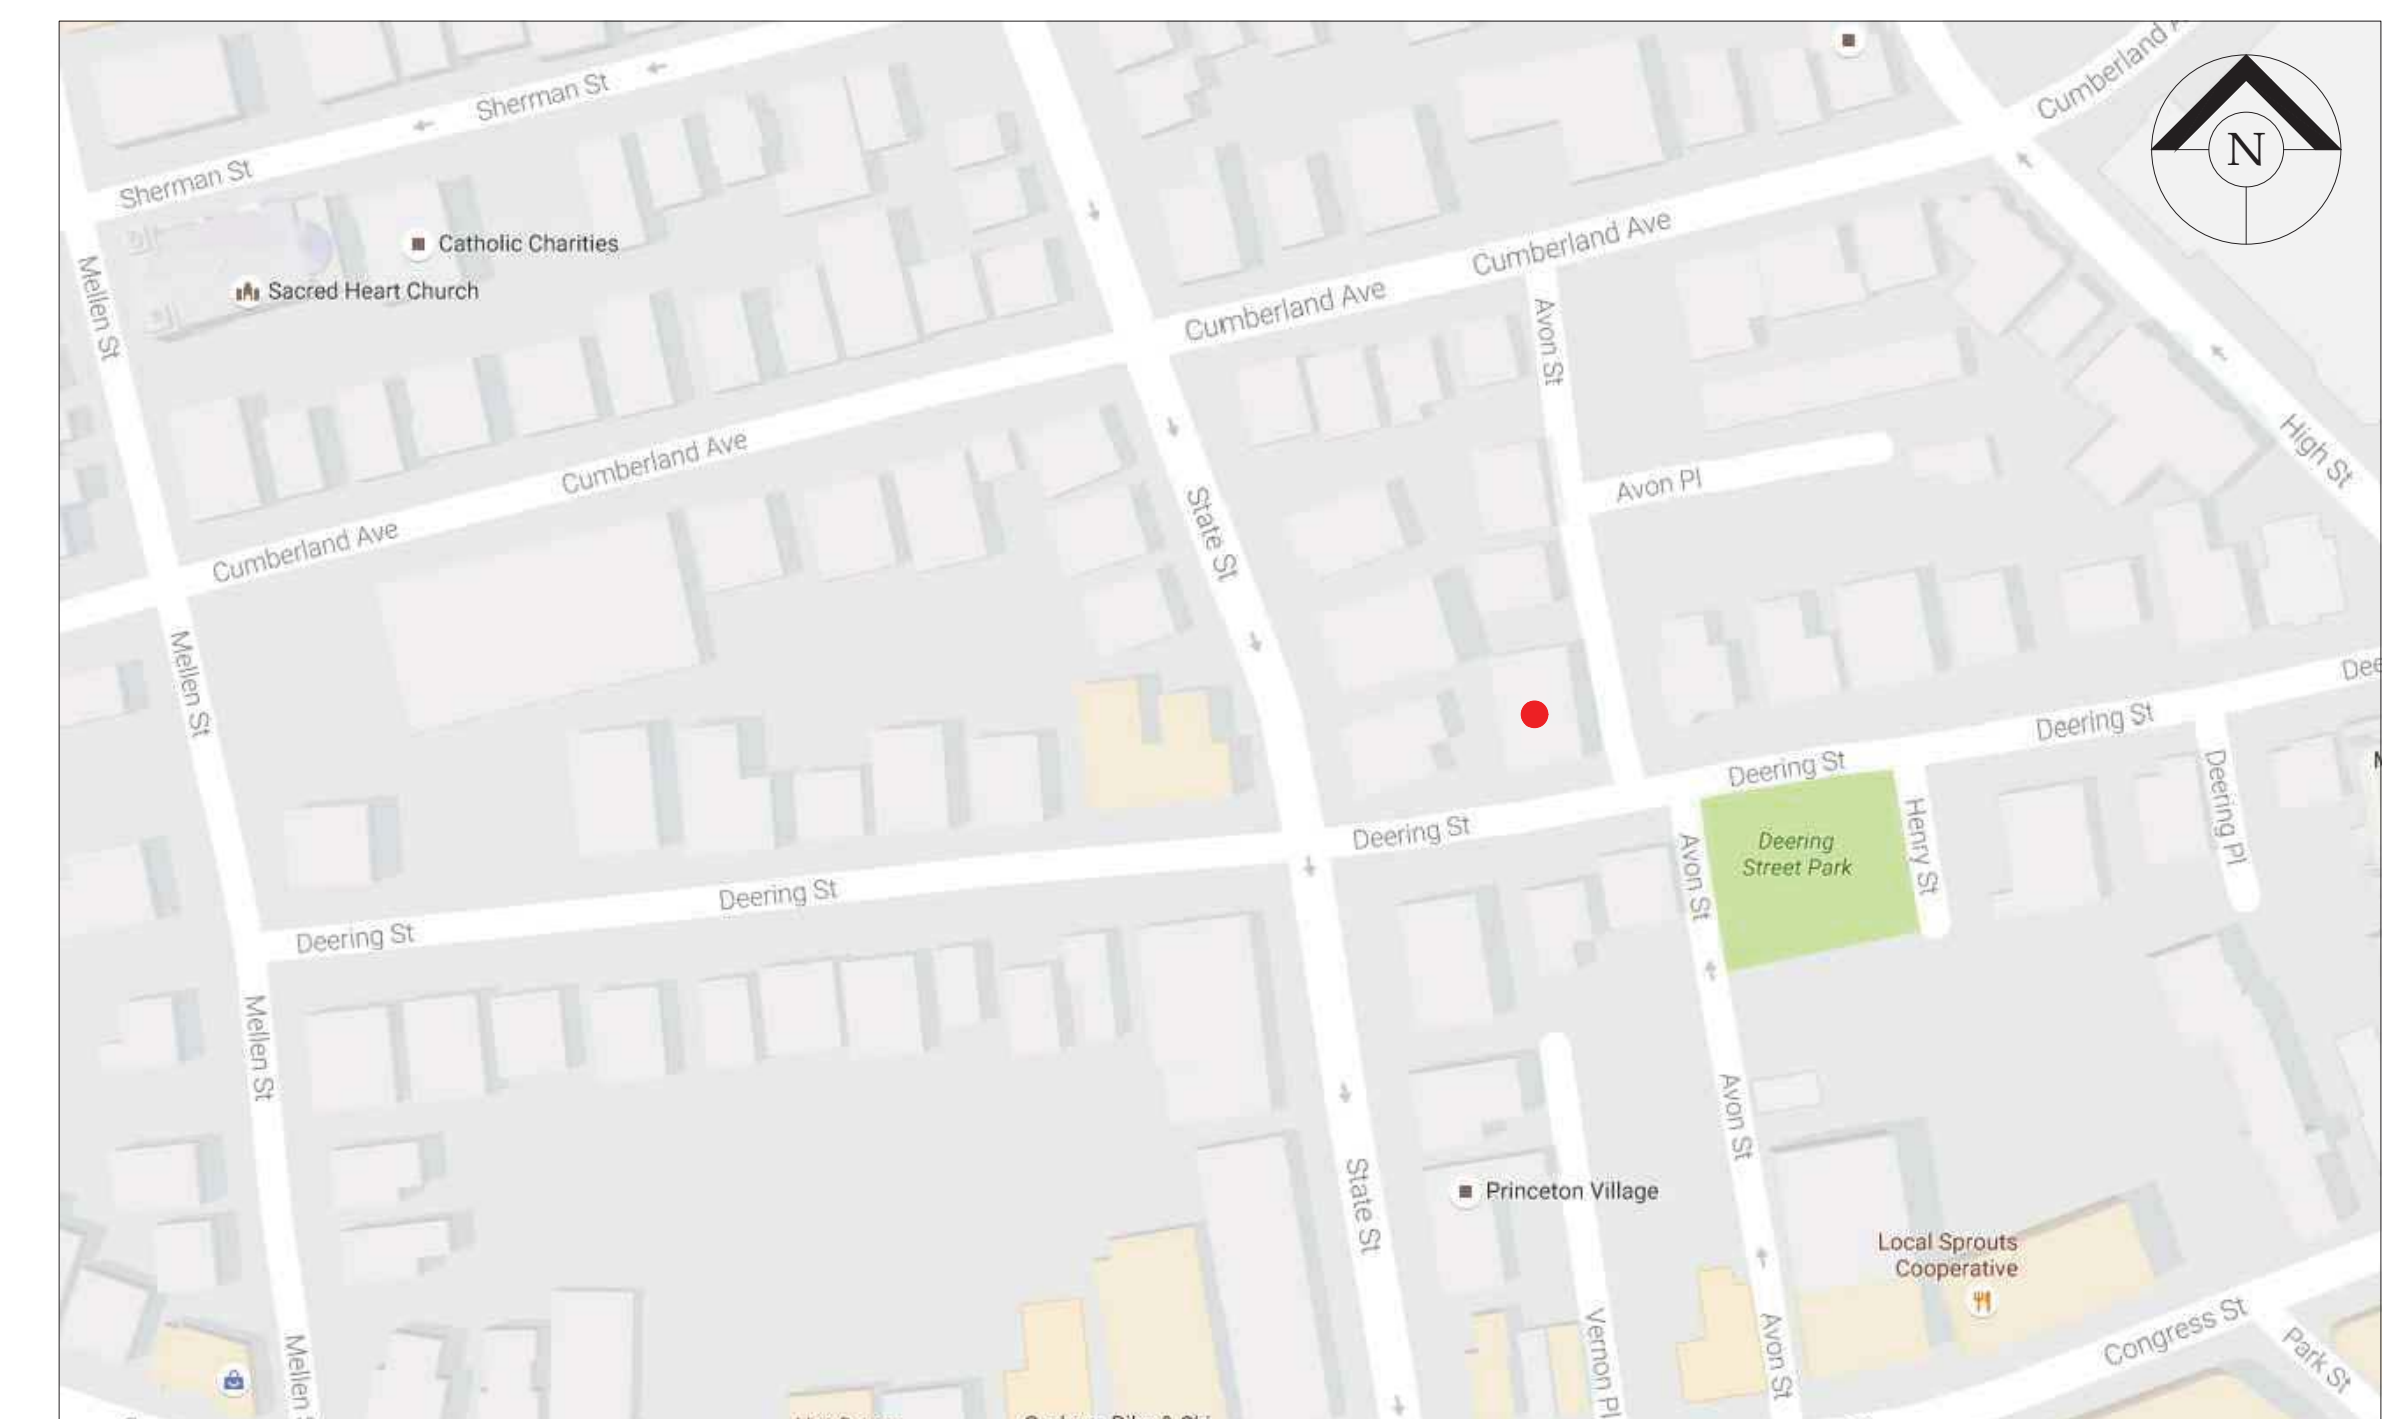 Sherman St
Sherman St
Cumberland
N
Catholic Charities
Sacred Heart Church
Mellen St
Cumberland Ave
Cumberland Ave
Avon St
Cumberland Ave
Cumberland Ave
Avon Pl
High St
State St
Mellen St
Deering St
Deering St
Deering
Street Park
Henry St
Deering Pl
Deering St
Avon St
Deering St
Deering St
Mellen St
Avon St
State St
Princeton Village
Local Sprouts
Cooperative
Vernon Pl
Avon St
Congress St
Park St
Mellen